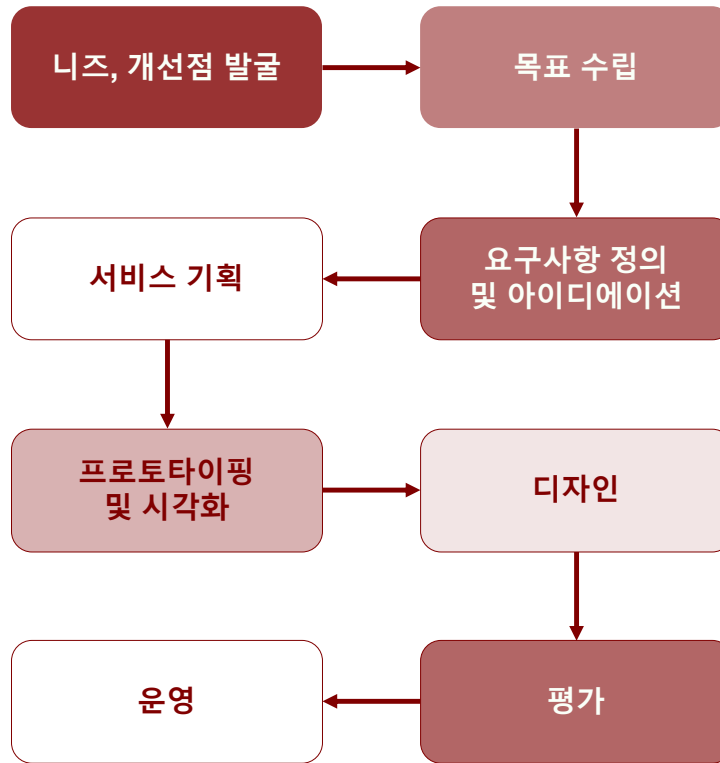 니즈, 개선점 발굴
목표 수립
요구사항 정의
및 아이디에이션
서비스 기획
프로토타이핑
및 시각화
디자인
평가
운영